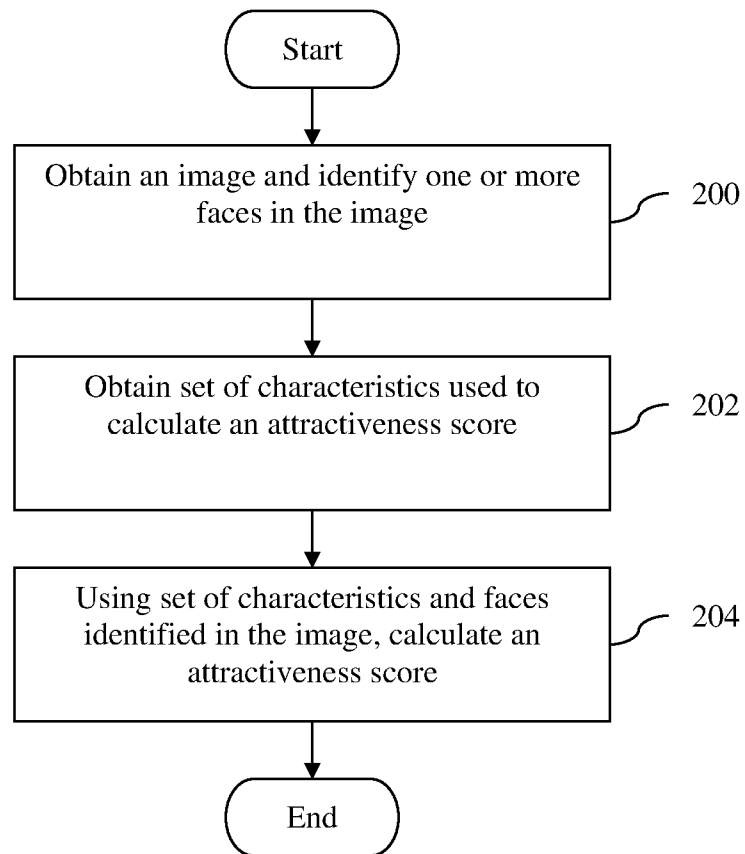 Start
Obtain an image and identify one or more
faces in the image
200
Obtain set of characteristics used to
calculate an attractiveness score
202
Using set of characteristics and faces
identified in the image, calculate an
attractiveness score
204
End